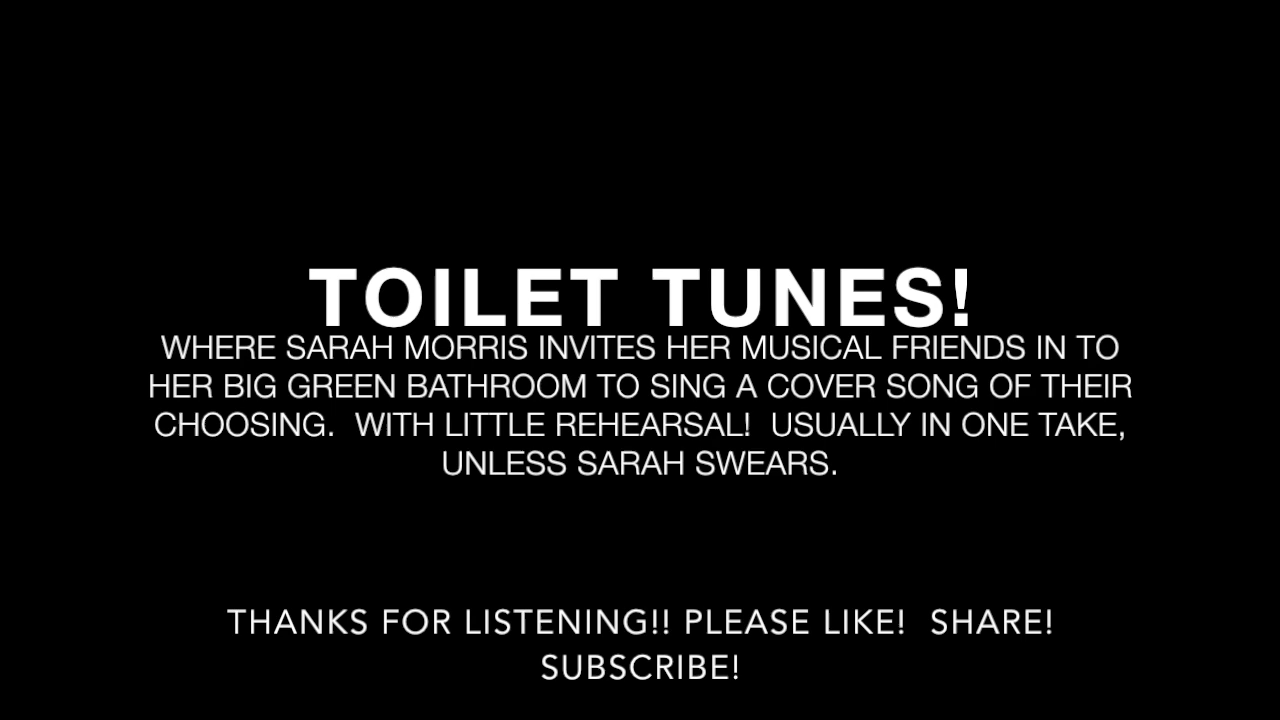 TOILET TUNES!
WHERE SARAH MORRIS INVITES HER MUSICAL FRIENDS IN TO
HER BIG GREEN BATHROOM TO SING A COVER SONG OF THEIR
CHOOSING.  WITH LITTLE REHEARSAL!  USUALLY IN ONE TAKE,
UNLESS SARAH SWEARS.
THANKS FOR LISTENING!! PLEASE LIKE!  SHARE!
SUBSCRIBE!